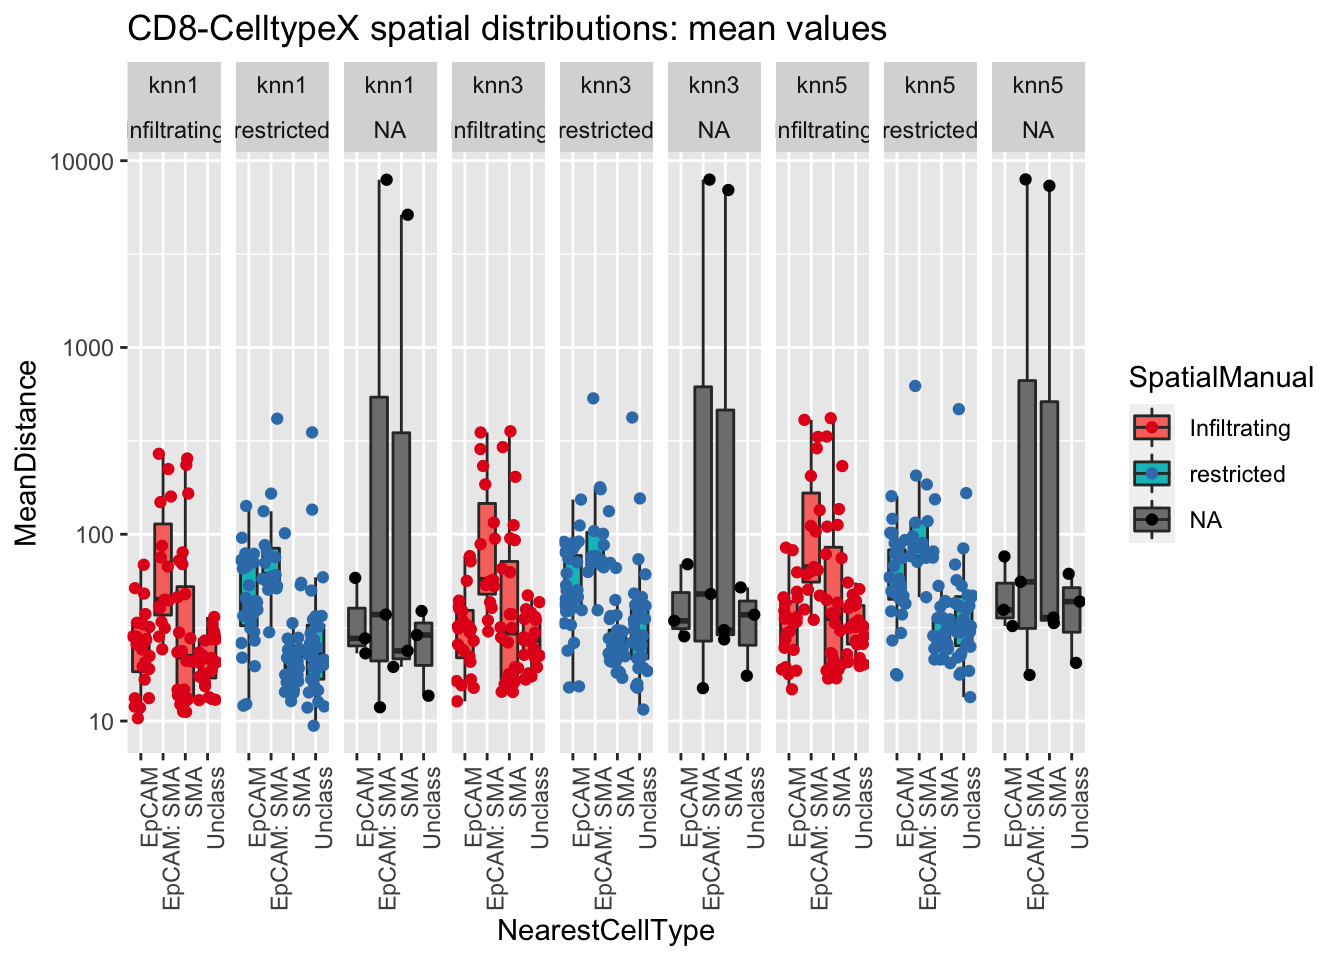 CD8-CelltypeX spatial distributions: mean values
knn1 knn1 knn1 knn3 knn3 knn3 knn5 knn5 knn5
nfiltrating restricted NA nfiltrating restricted NA nfiltrating restricted NA
10000
1000
100
10
MeanDistance
EpCAM
EpCAM: SMA
SMA
Unclass
EpCAM
EpCAM: SMA
SMA
Unclass
EpCAM
EpCAM: SMA
SMA
Unclass
EpCAM
EpCAM: SMA
SMA
Unclass
EpCAM
EpCAM: SMA
SMA
Unclass
EpCAM
EpCAM: SMA
SMA
Unclass
EpCAM
EpCAM: SMA
SMA
Unclass
EpCAM
EpCAM: SMA
SMA
Unclass
EpCAM
EpCAM: SMA
SMA
Unclass
NearestCellType
SpatialManual
Infiltrating
restricted
NA